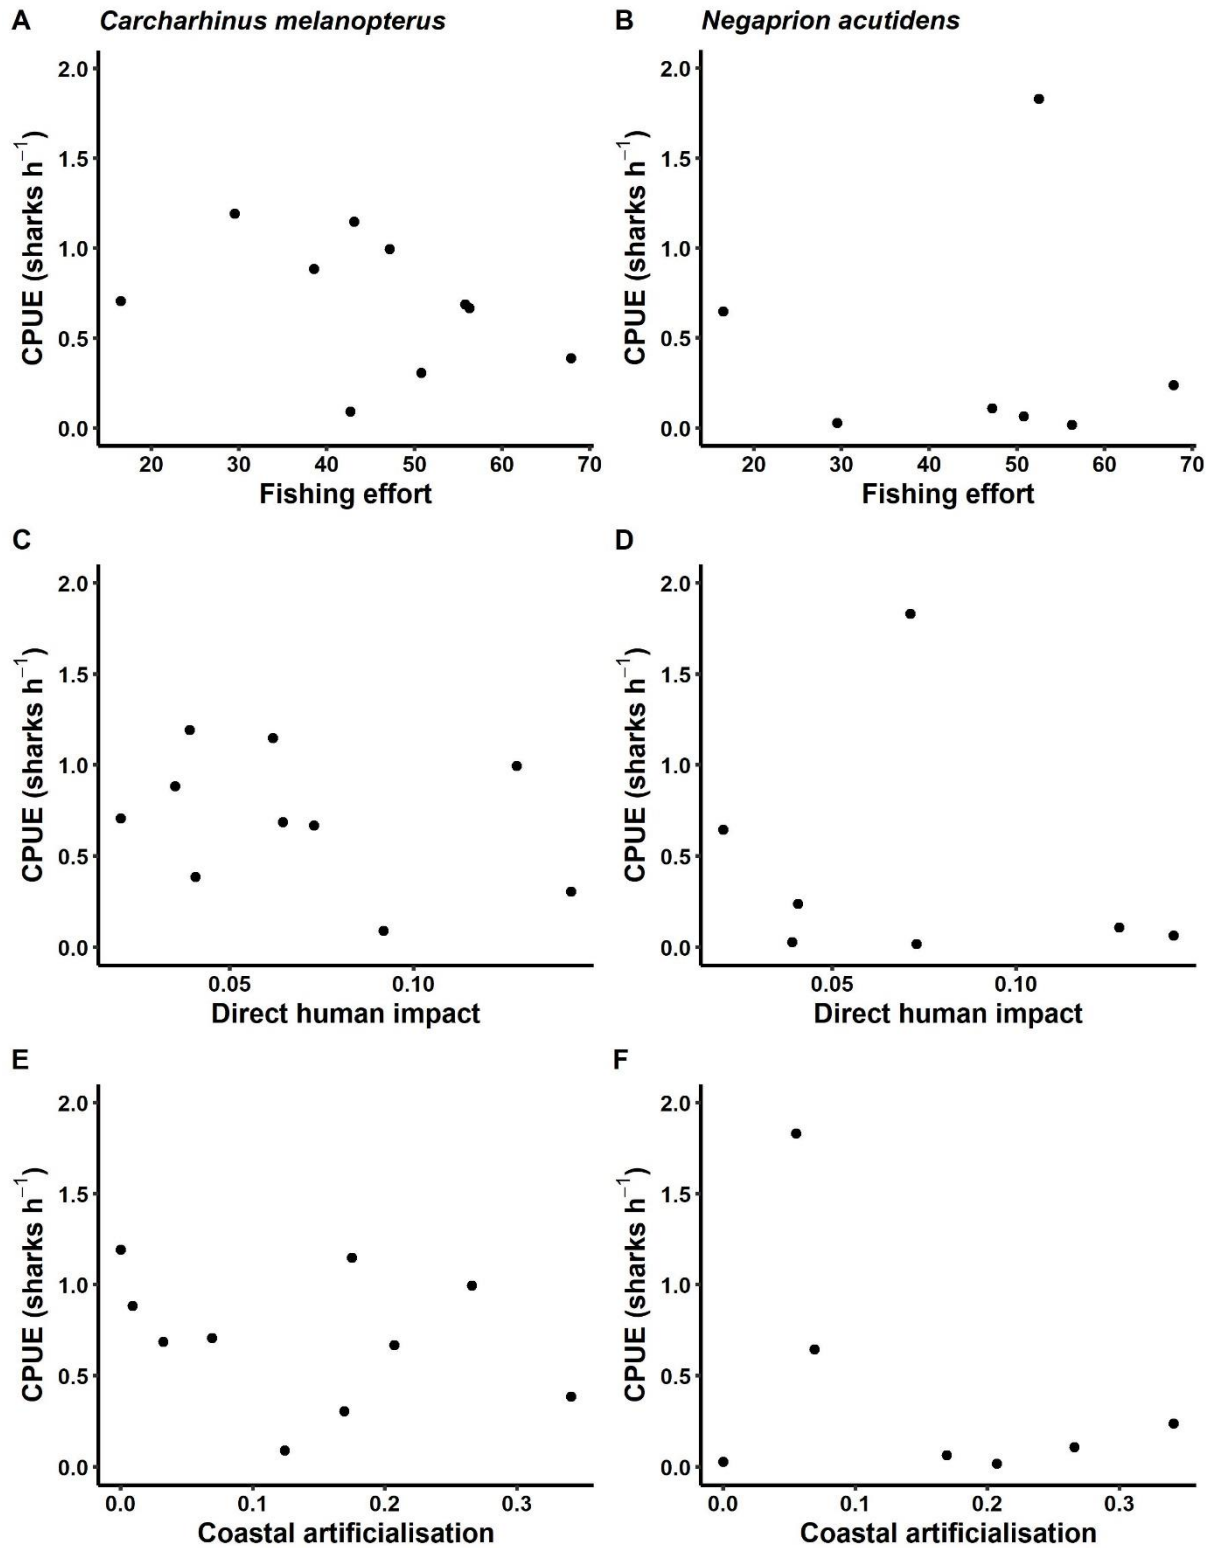 A Carcharhinus melanopterus
CPUE (sharks h−1)
2.0
1.5
1.0
0.5
0.0
20 30 40 50 60 70
Fishing effort
B Negaprion acutidens
CPUE (sharks h−1)
2.0
1.5
1.0
0.5
0.0
20 30 40 50 60 70
Fishing effort
C
CPUE (sharks h−1)
2.0
1.5
1.0
0.5
0.0
0.05 0.10
Direct human impact
D
CPUE (sharks h−1)
2.0
1.5
1.0
0.5
0.0
0.05 0.10
Direct human impact
E
CPUE (sharks h−1)
2.0
1.5
1.0
0.5
0.0
0.0 0.1 0.2 0.3
Coastal artificialisation
F
CPUE (sharks h−1)
2.0
1.5
1.0
0.5
0.0
0.0 0.1 0.2 0.3
Coastal artificialisation